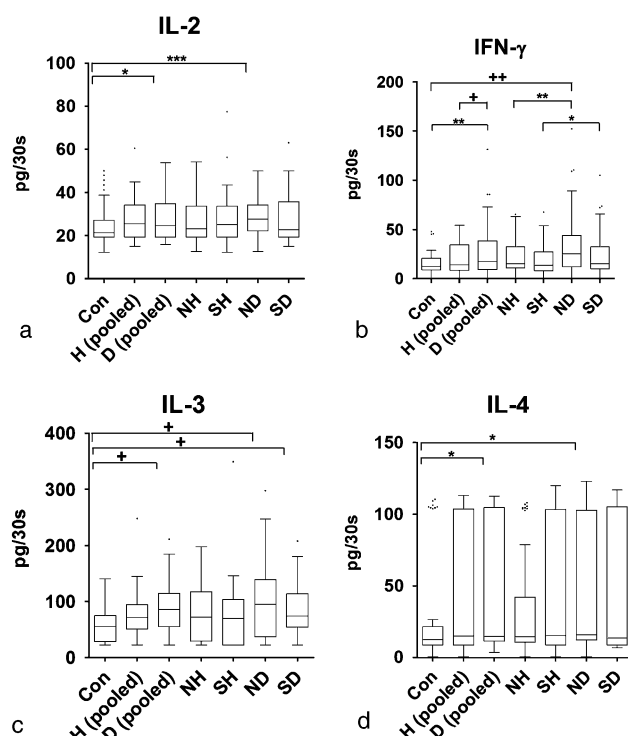 IL-2
***
*
100
80
60
40
20
0
pg/30s
Con
H (pooled)
D (pooled)
NH
SH
ND
SD
a
IFN-γ
++
+
**
**
*
200
150
100
50
0
pg/30s
Con
H (pooled)
D (pooled)
NH
SH
ND
SD
b
IL-3
+
+
+
400
300
200
100
0
pg/30s
Con
H (pooled)
D (pooled)
NH
SH
ND
SD
c
IL-4
*
*
150
100
50
0
pg/30s
Con
H (pooled)
D (pooled)
NH
SH
ND
SD
d